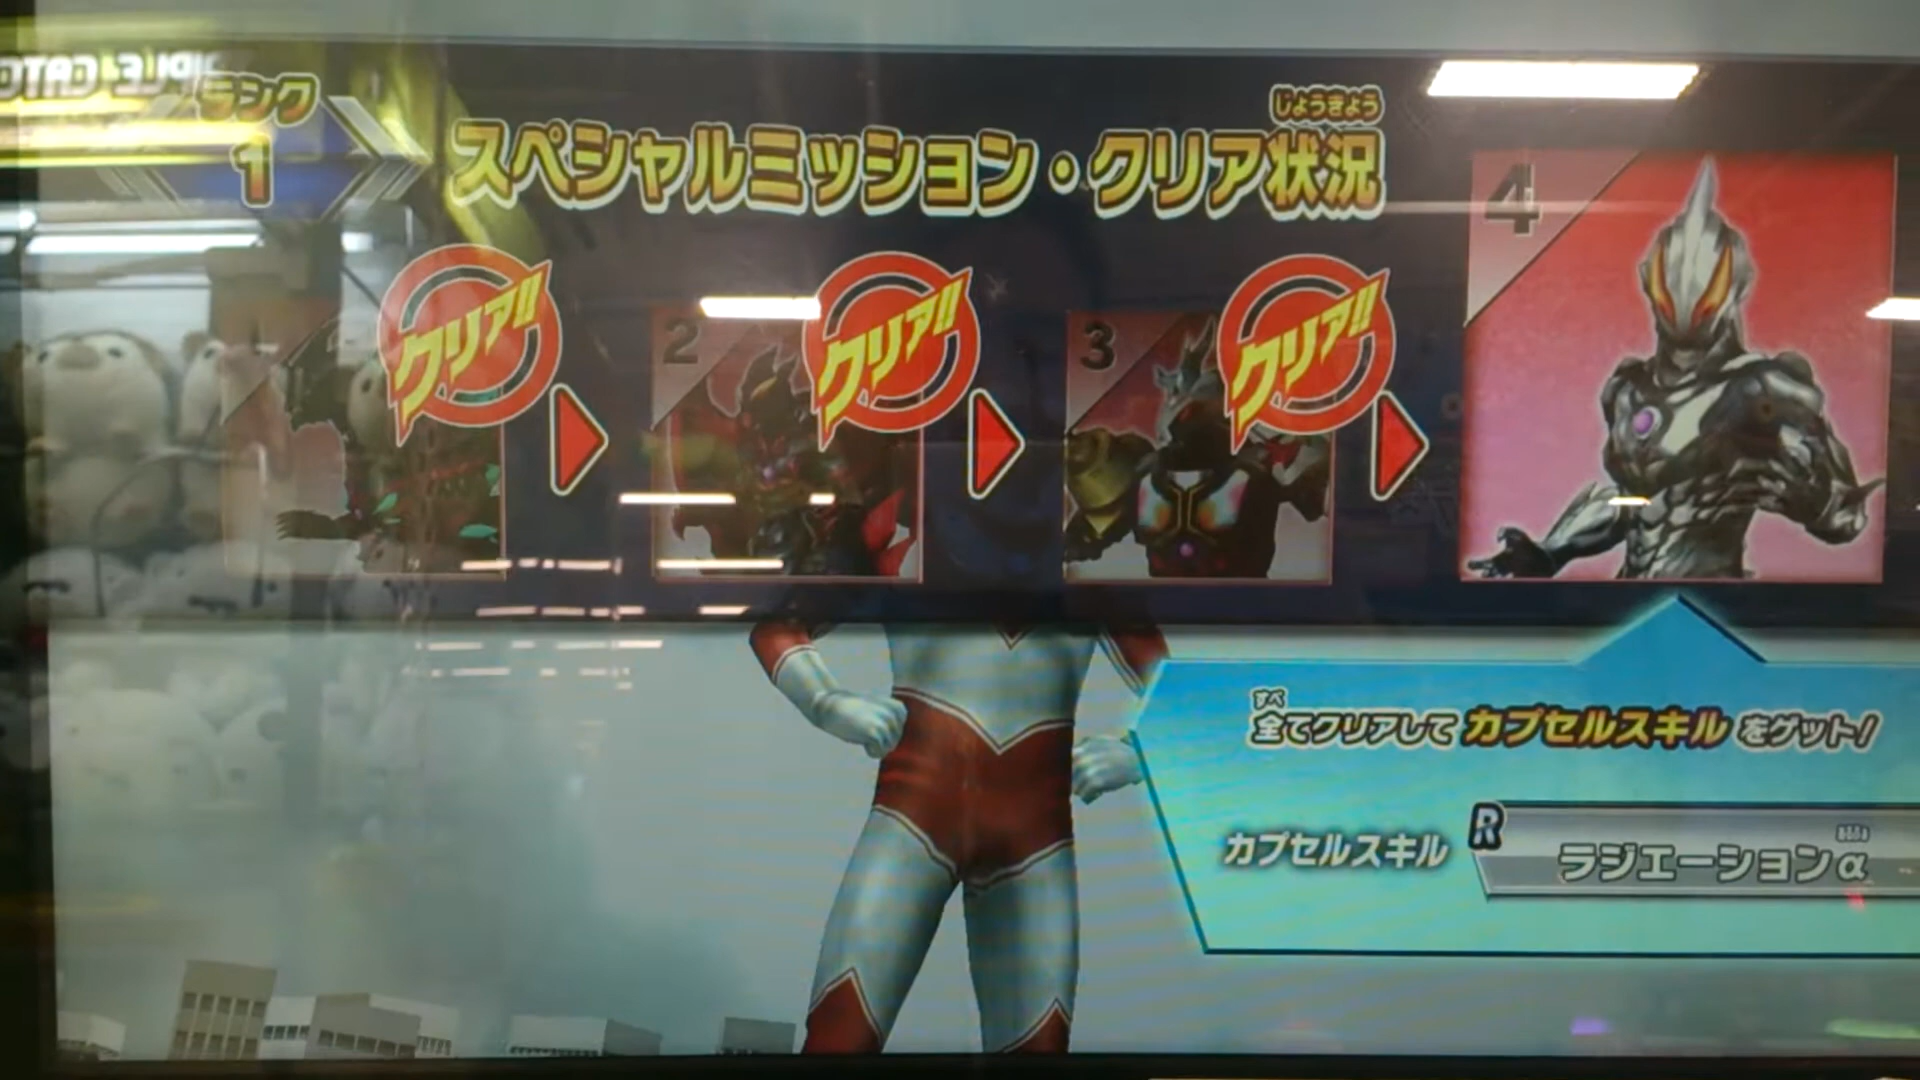 ランク
1
じょうきょう
スペシャルミッション・クリア状況
クリア!!
2
クリア!!
3
クリア!!
4
すべ
全てクリアしてカプセルスキルをゲット!
カプセルスキル
R
ラジエーションα